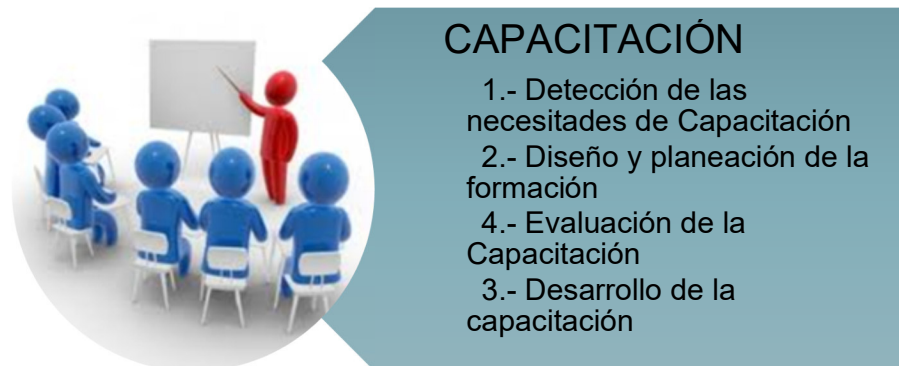 CAPACITACIÓN
1.- Detección de las
necesitades de Capacitación
2.- Diseño y planeación de la
formación
4.- Evaluación de la
Capacitación
3.- Desarrollo de la
capacitación